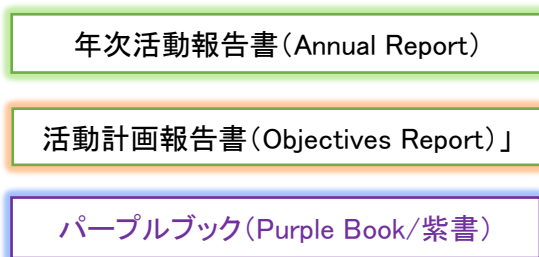 年次活動報告書（Annual Report）
活動計画報告書（Objectives Report）」
パープルブック（Purple Book/紫書）